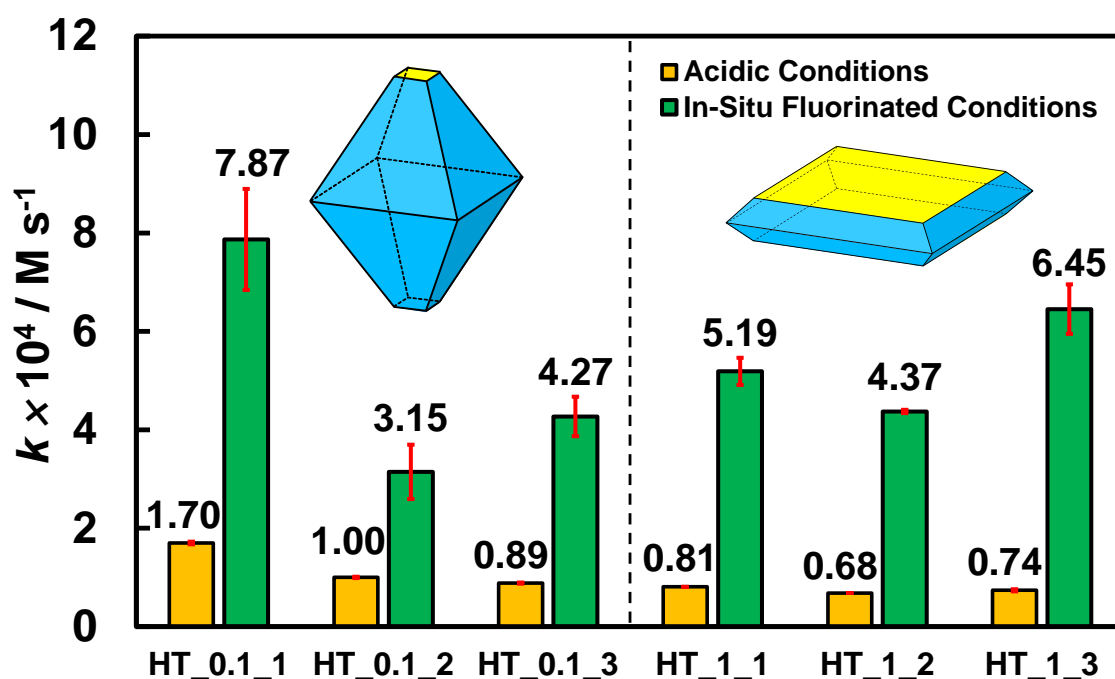 12
10
8
6
4
2
0
k × 10⁴ / M s⁻¹
Acidic Conditions
In-Situ Fluorinated Conditions
7.87
1.70
3.15
1.00
4.27
0.89
5.19
0.81
4.37
0.68
6.45
0.74
HT_0.1_1
HT_0.1_2
HT_0.1_3
HT_1_1
HT_1_2
HT_1_3